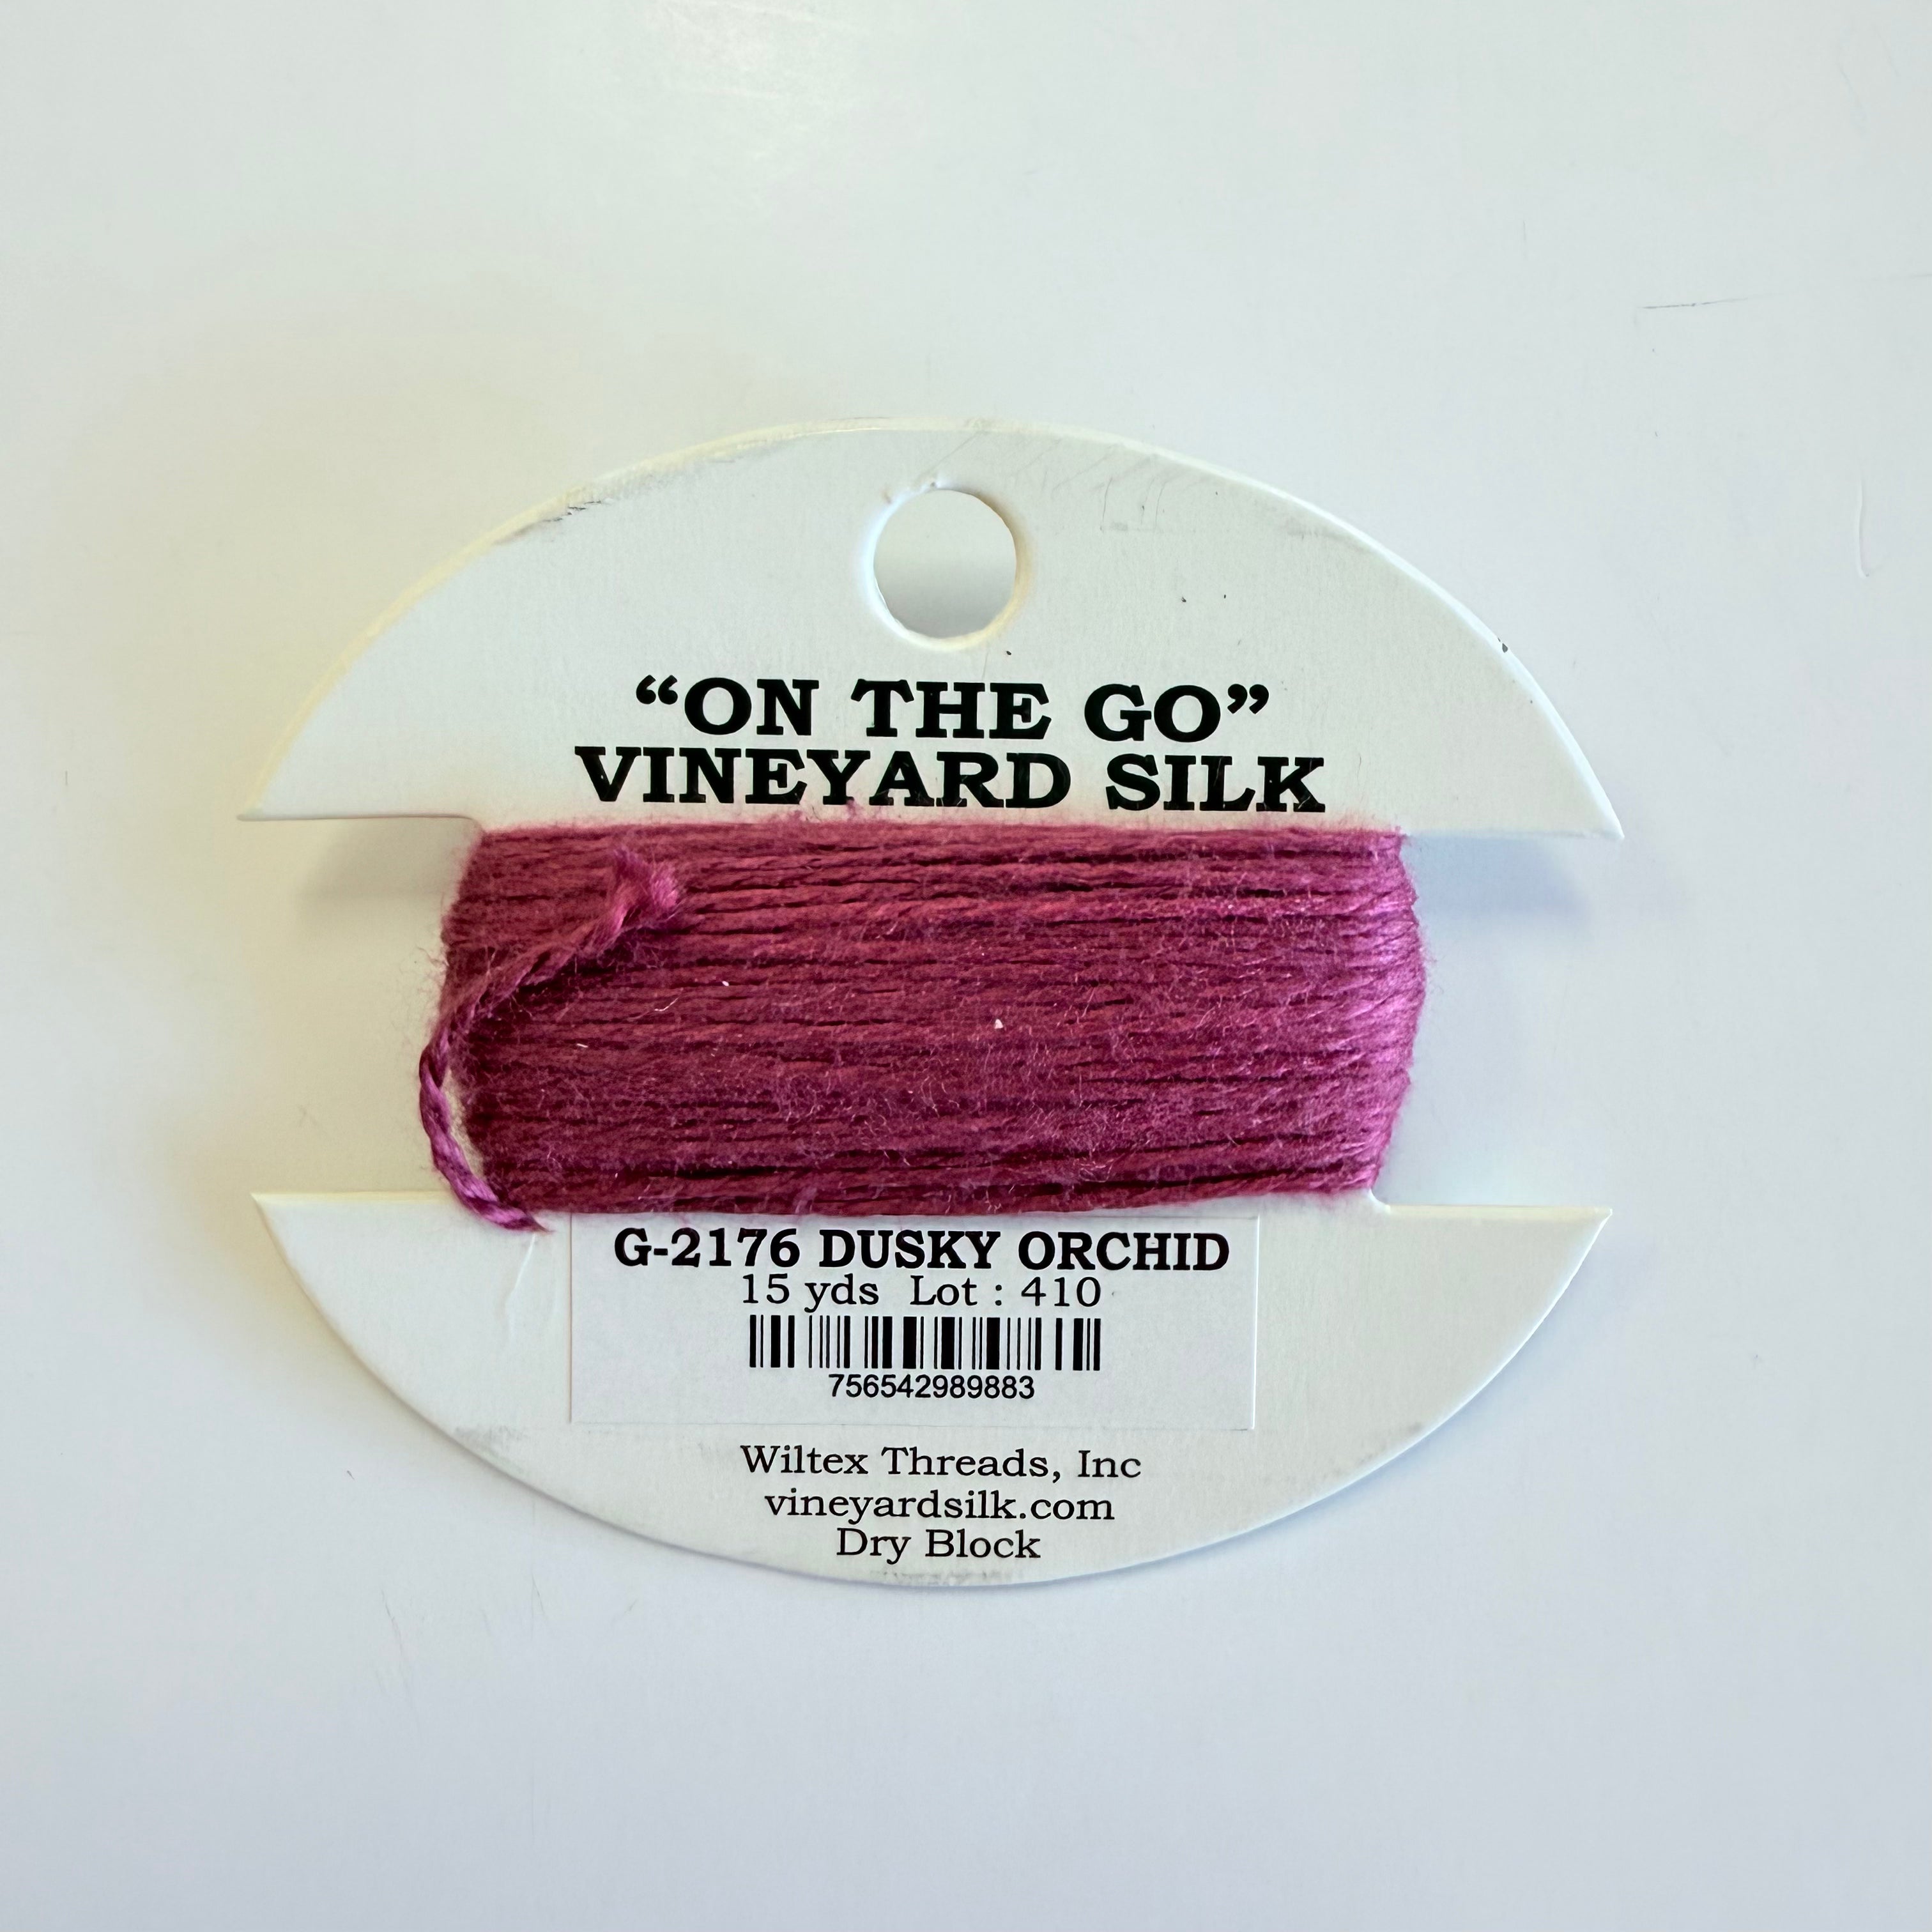 “ON THE GO”
VINEYARD SILK
G-2176 DUSKY ORCHID
15 yds Lot : 410
756542989883
Wiltex Threads, Inc
vineyardsilk.com
Dry Block